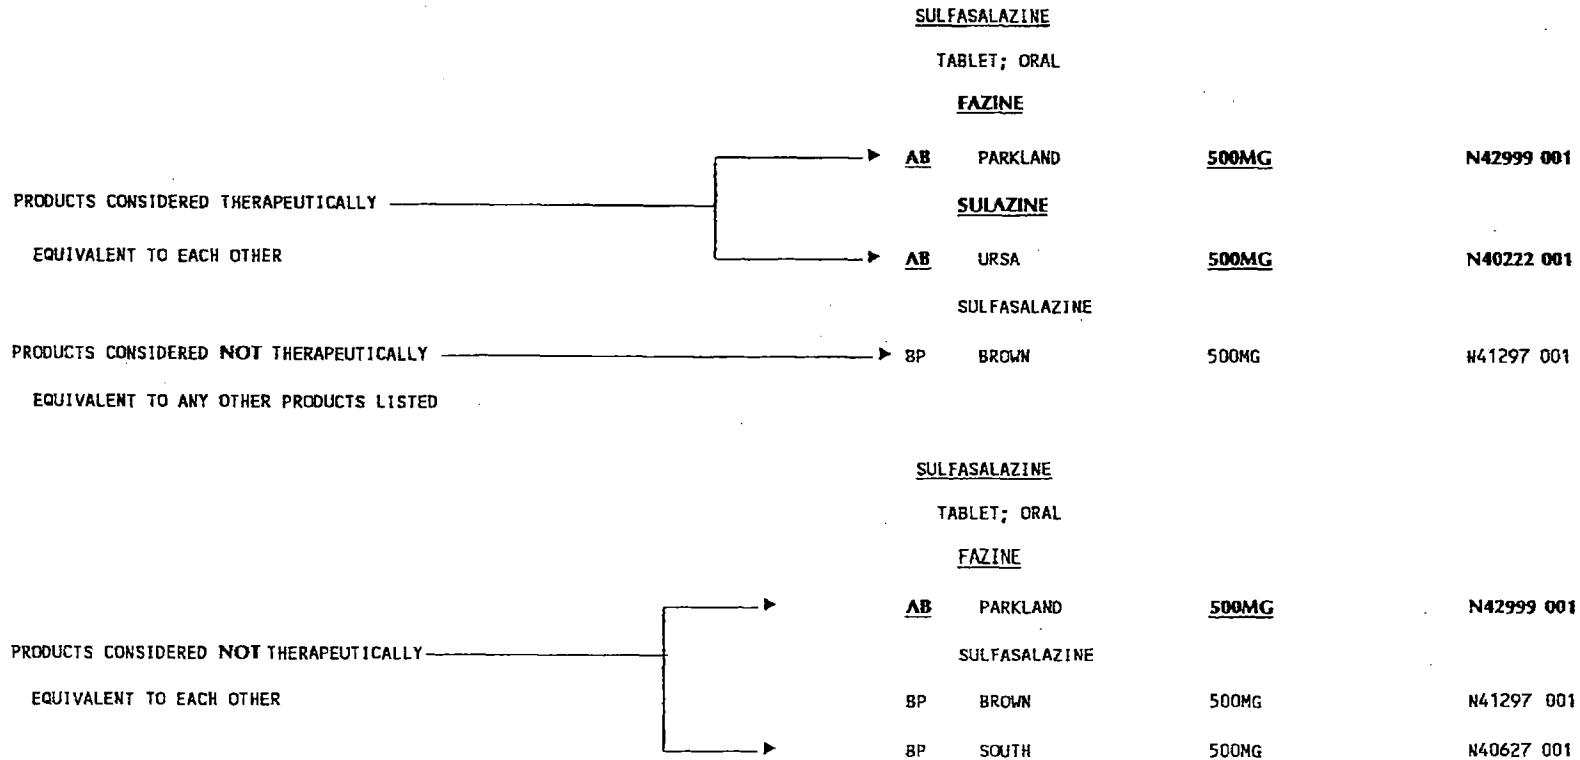 SULFASALAZINE
TABLET; ORAL
FAZINE
AB PARKLAND 500MG N42999 001
PRODUCTS CONSIDERED THERAPEUTICALLY SULAZINE
EQUIVALENT TO EACH OTHER AB URSA 500MG N40222 001
SULFASALAZINE
PRODUCTS CONSIDERED NOT THERAPEUTICALLY BP BROWN 500MG N41297 001
EQUIVALENT TO ANY OTHER PRODUCTS LISTED
SULFASALAZINE
TABLET; ORAL
FAZINE
AB PARKLAND 500MG N42999 001
PRODUCTS CONSIDERED NOT THERAPEUTICALLY SULFASALAZINE
EQUIVALENT TO EACH OTHER BP BROWN 500MG N41297 001
BP SOUTH 500MG N40627 001